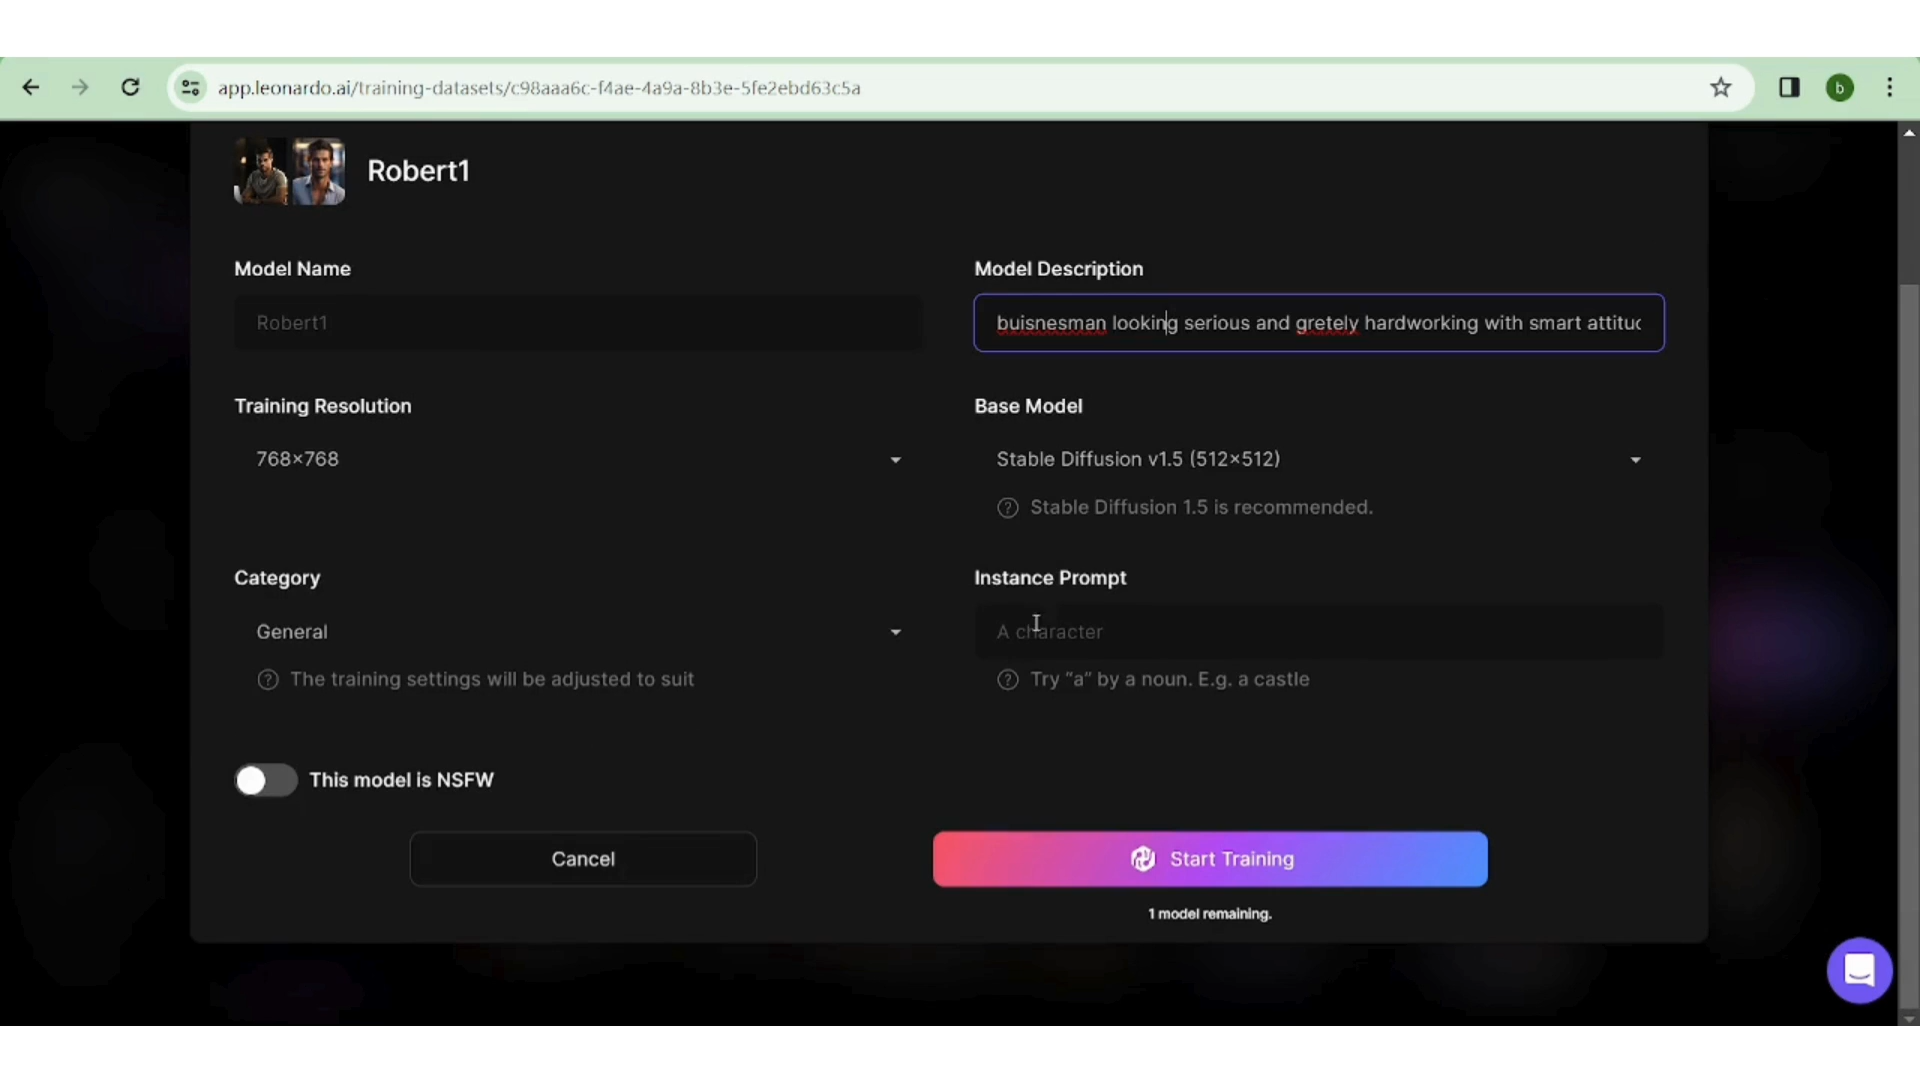 app.leonardo.ai/training-datasets/c98aaa6c-f4ae-4a9a-8b3e-5fe2ebd63c5a
b
Robert1
Model Name
Model Description
Robert1
buisnesman looking serious and gretely hardworking with smart attitud
Training Resolution
Base Model
768×768
Stable Diffusion v1.5 (512×512)
Stable Diffusion 1.5 is recommended.
Category
Instance Prompt
General
A character
The training settings will be adjusted to suit
Try “a” by a noun. E.g. a castle
This model is NSFW
Cancel
Start Training
1 model remaining.